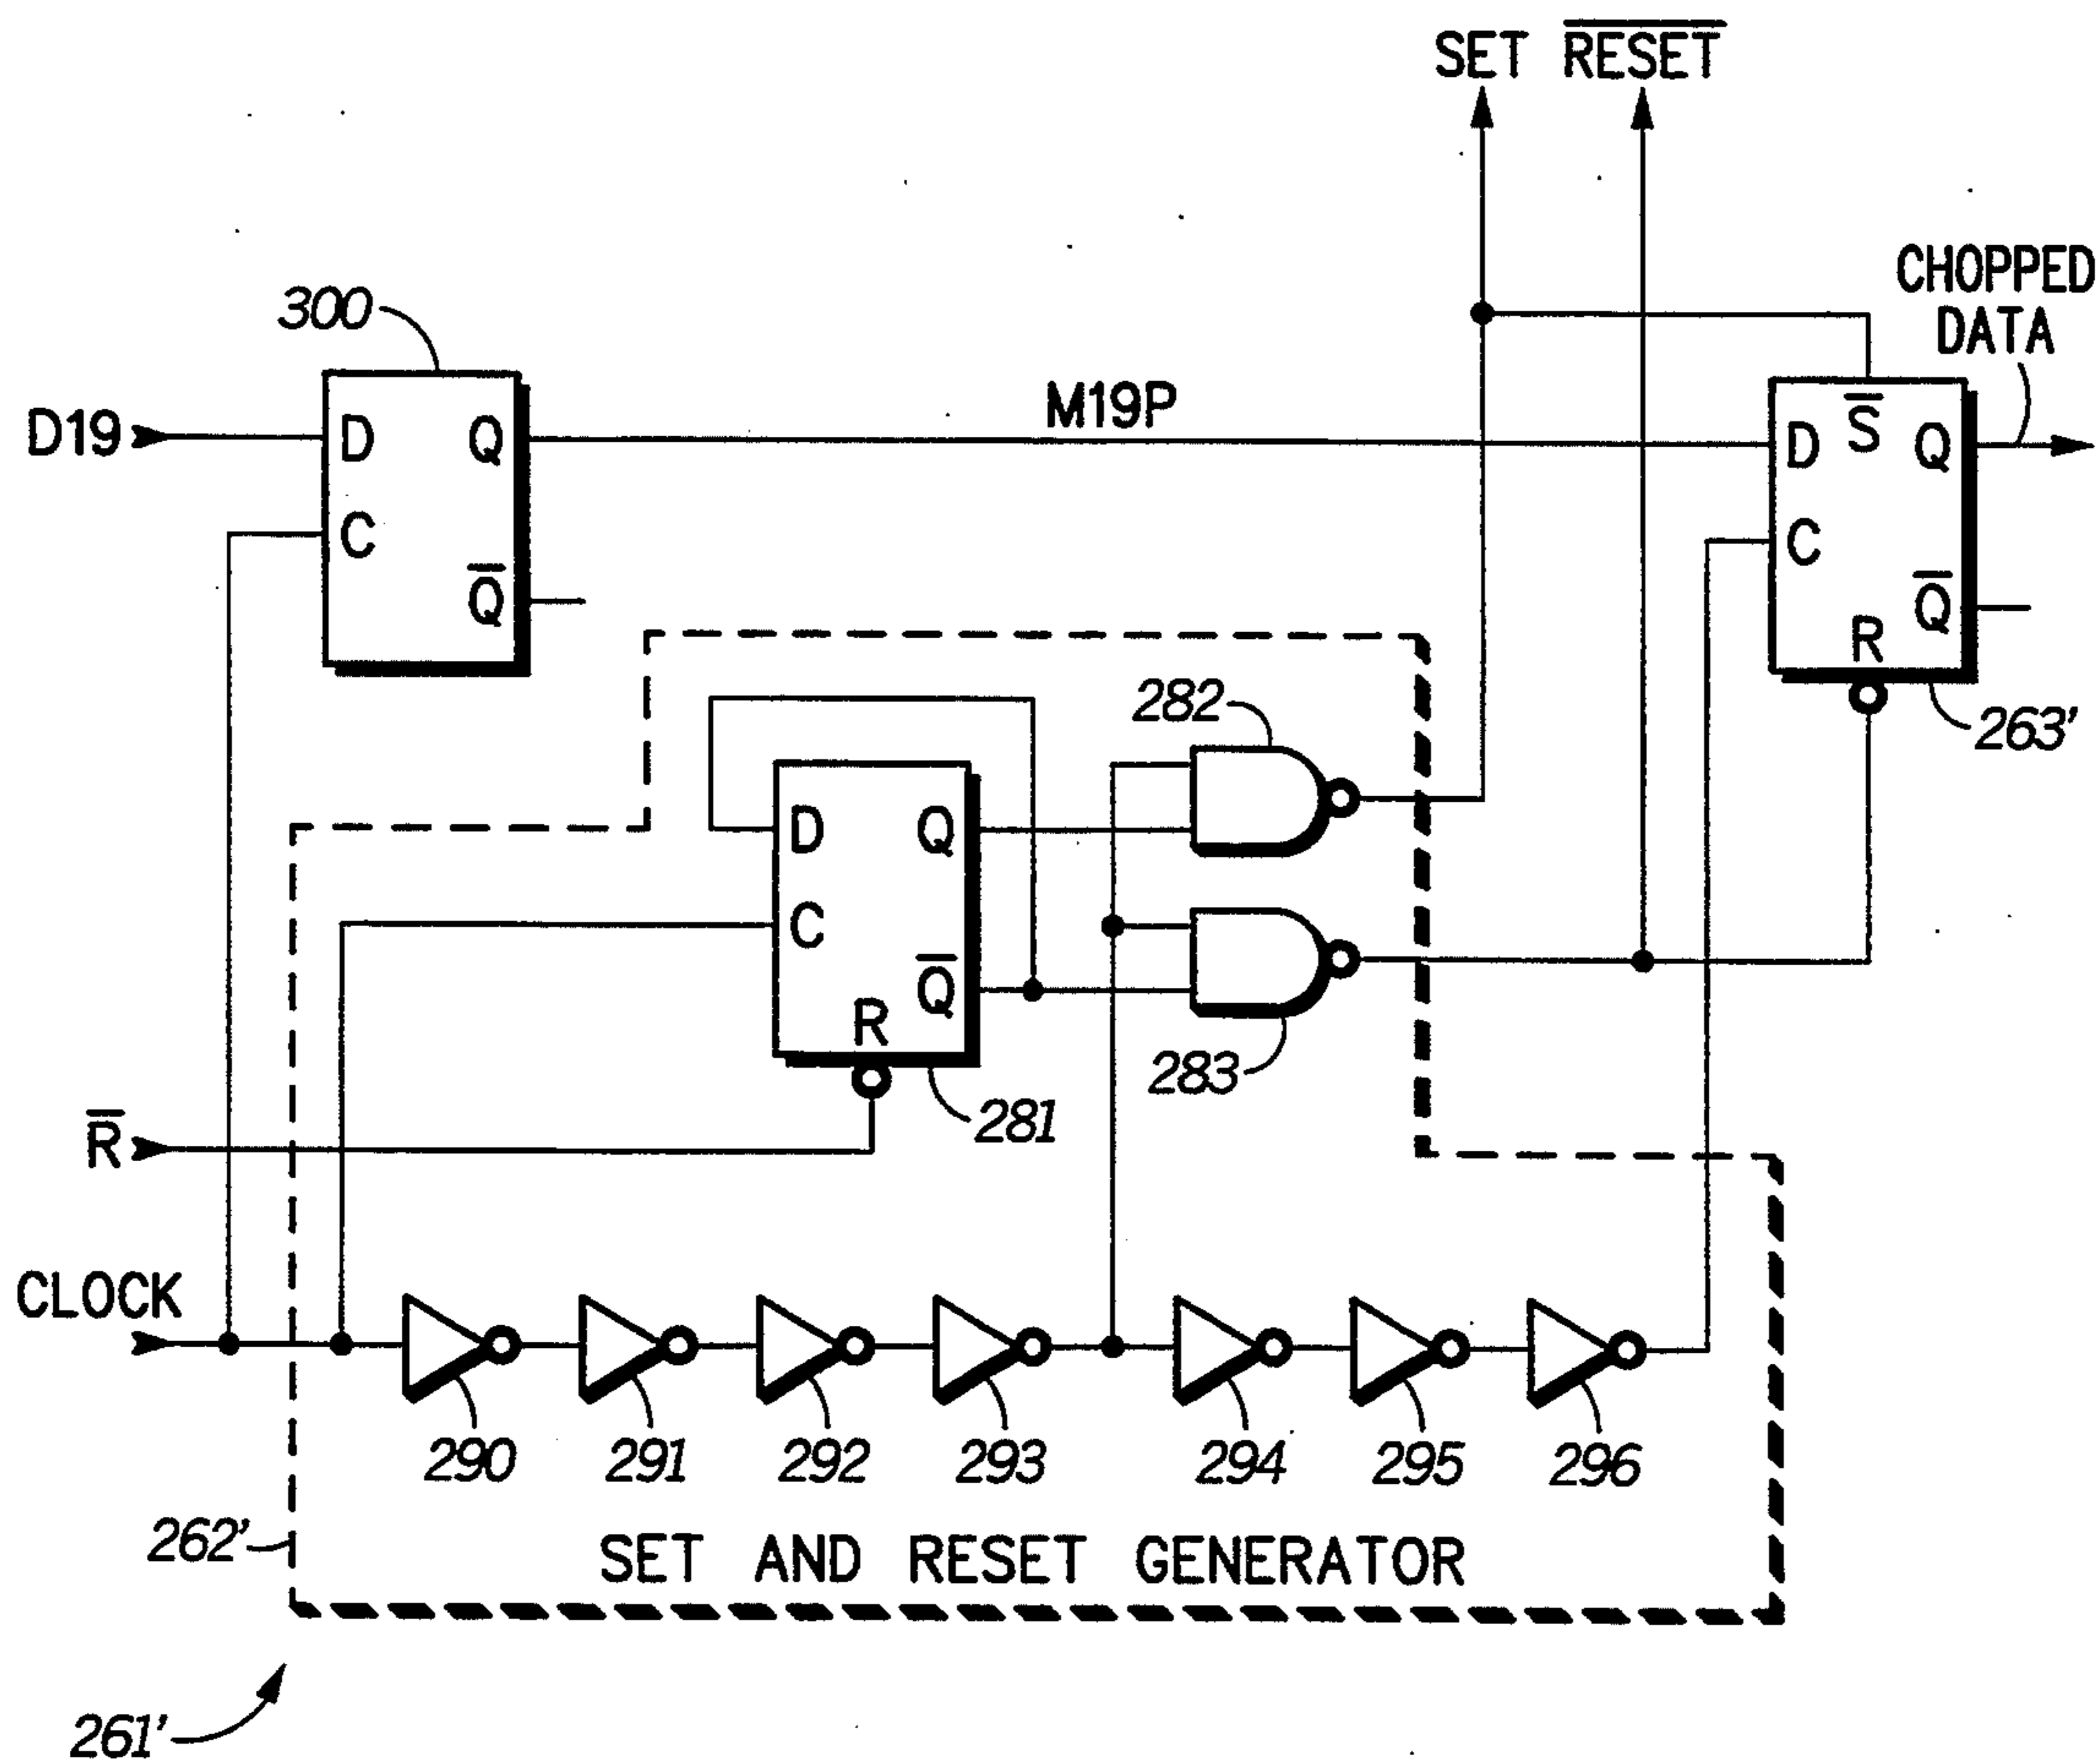 SET R̅E̅S̅E̅T̅
CHOPPED
DATA
300
D19
D Q
M19P
D S̅ Q
C
C
Q̅
Q̅
R
263'
282
D Q
C
Q̅
R
283
281
R̅
CLOCK
290 291 292 293 294 295 296
262'
SET AND RESET GENERATOR
261'